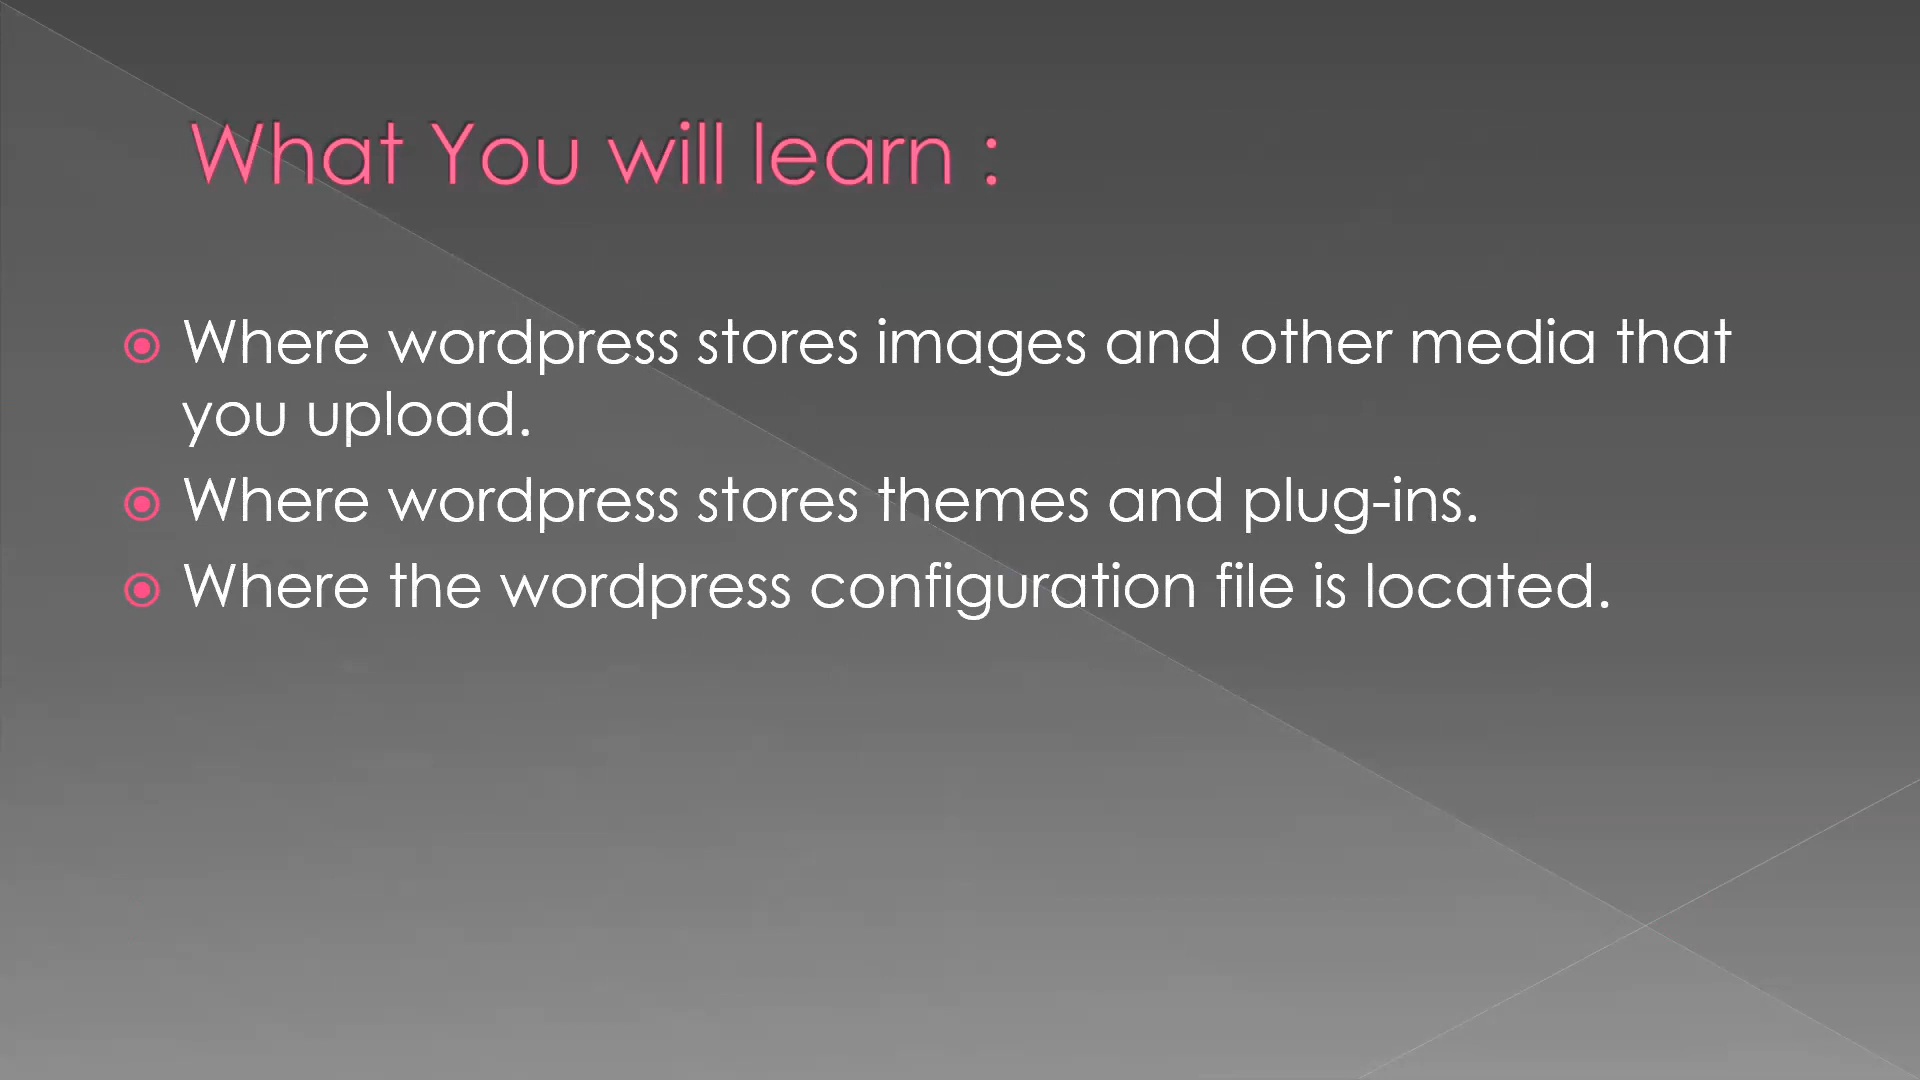 What You will learn :
Where wordpress stores images and other media that
you upload.
Where wordpress stores themes and plug-ins.
Where the wordpress configuration file is located.